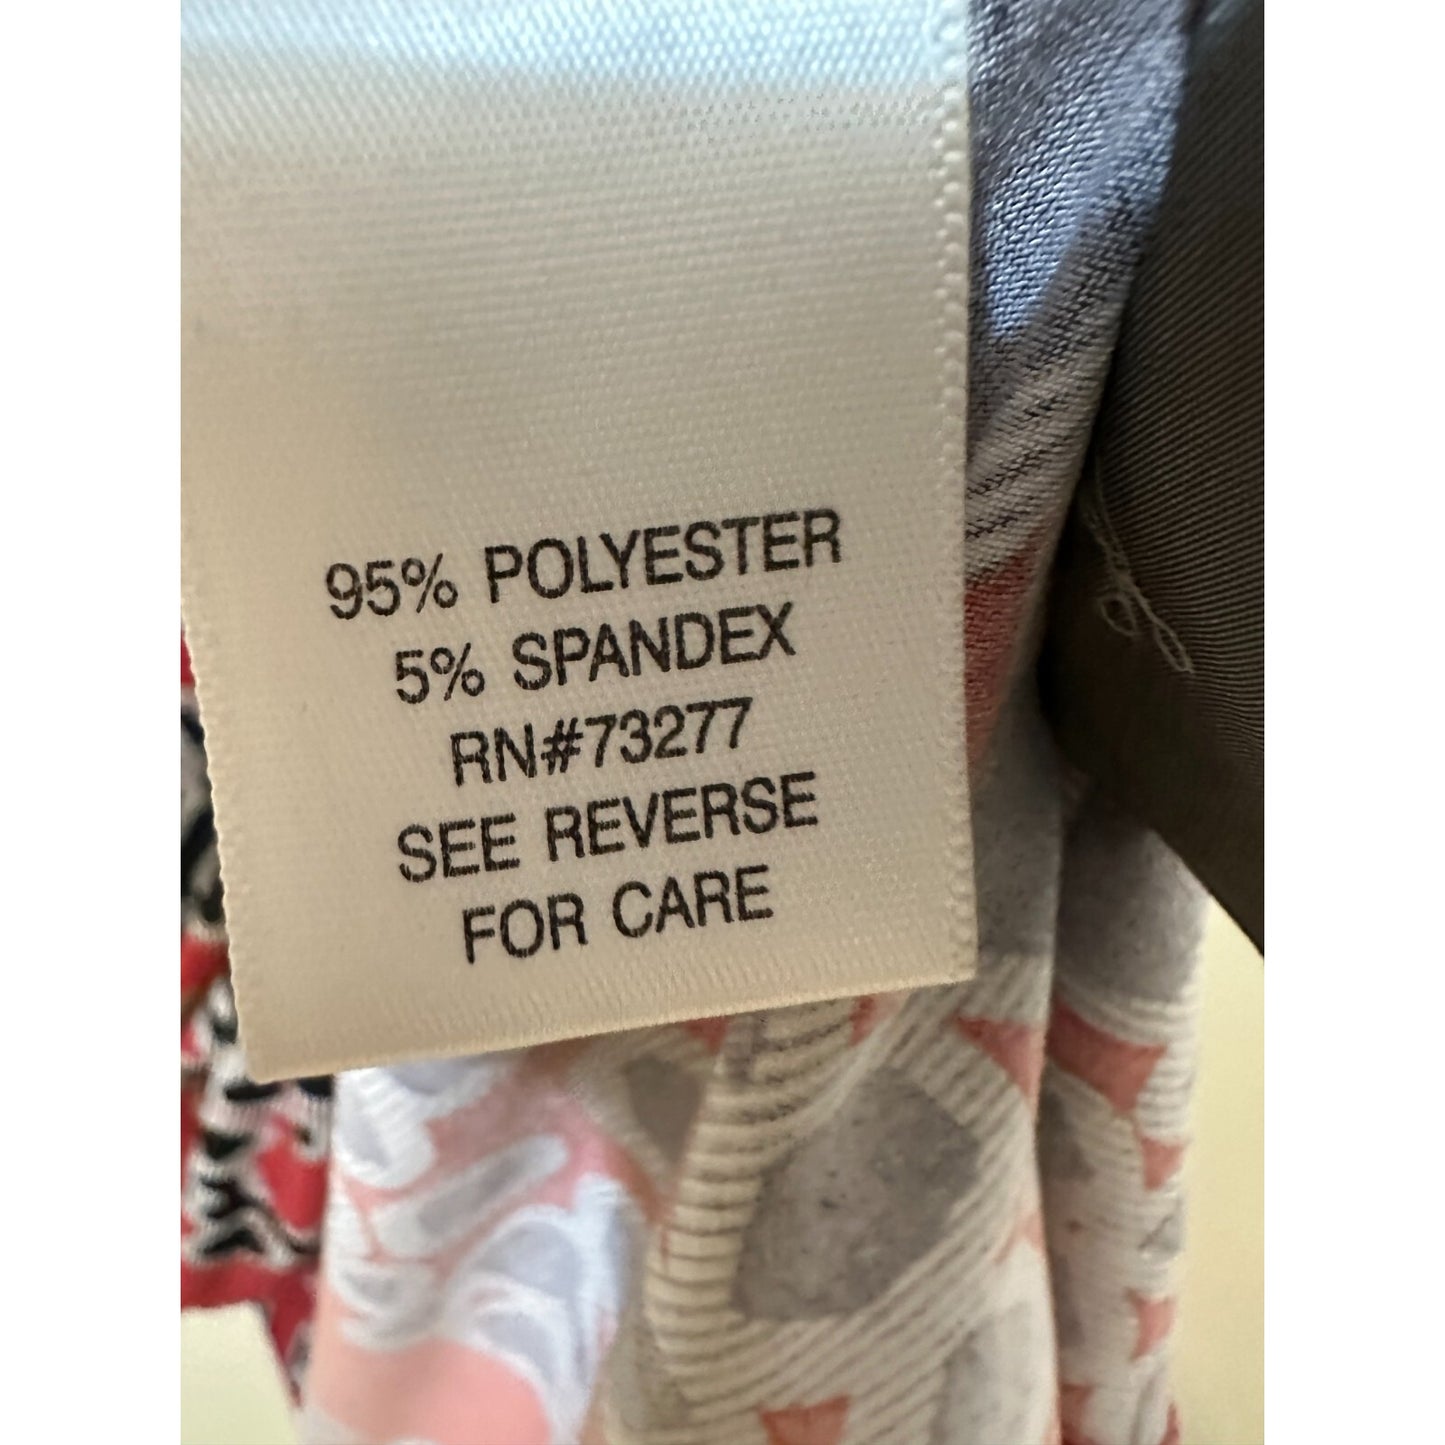 95% POLYESTER
5% SPANDEX
RN#73277
SEE REVERSE
FOR CARE